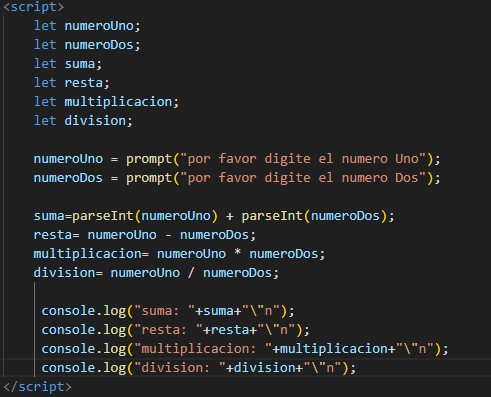 <script>
let numeroUno;
let numeroDos;
let suma;
let resta;
let multiplicacion;
let division;
numeroUno = prompt("por favor digite el numero Uno");
numeroDos = prompt("por favor digite el numero Dos");
suma=parseInt(numeroUno) + parseInt(numeroDos);
resta= numeroUno - numeroDos;
multiplicacion= numeroUno * numeroDos;
division= numeroUno / numeroDos;
console.log("suma: "+suma+"\"n");
console.log("resta: "+resta+"\"n");
console.log("multiplicacion: "+multiplicacion+"\"n");
console.log("division: "+division+"\"n");
</script>